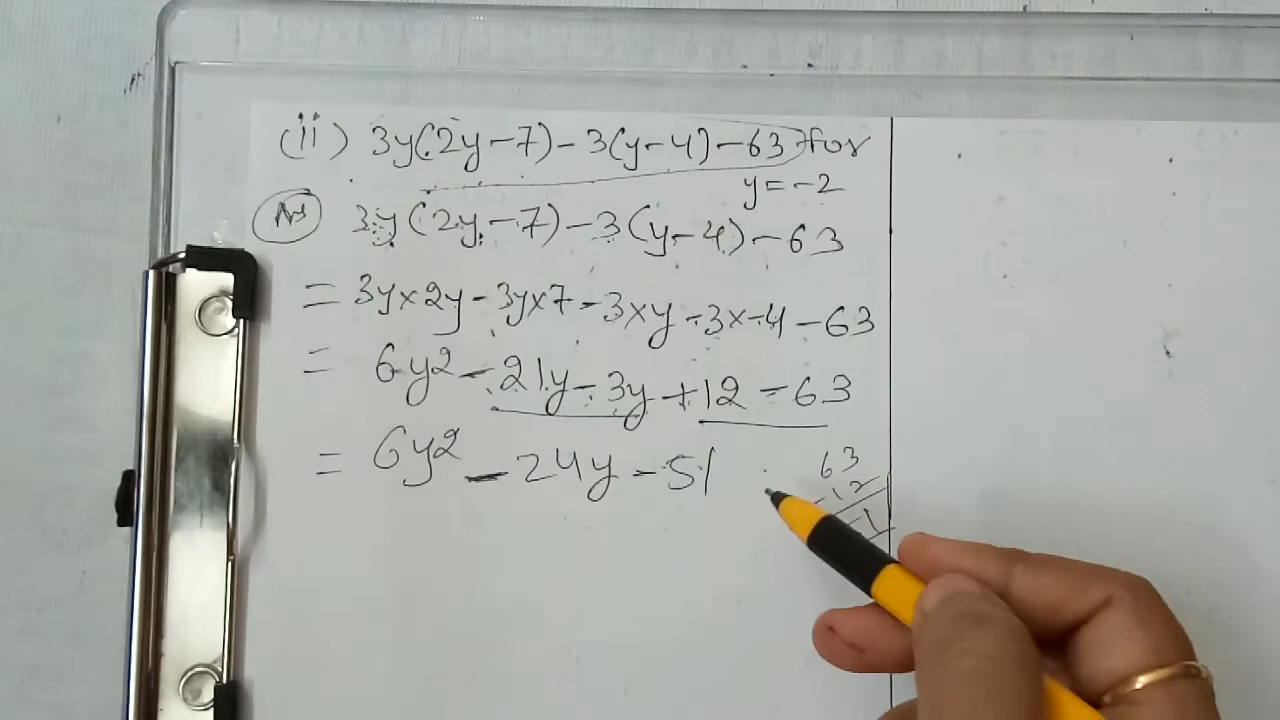 (ii) 3y(2y-7)-3(y-4)-63 for
y=-2
Ans 3y(2y-7)-3(y-4)-63
= 3y×2y-3y×7-3×y-3×-4-63
= 6y2-21y-3y+12-63
= 6y2-24y-51
63
-12